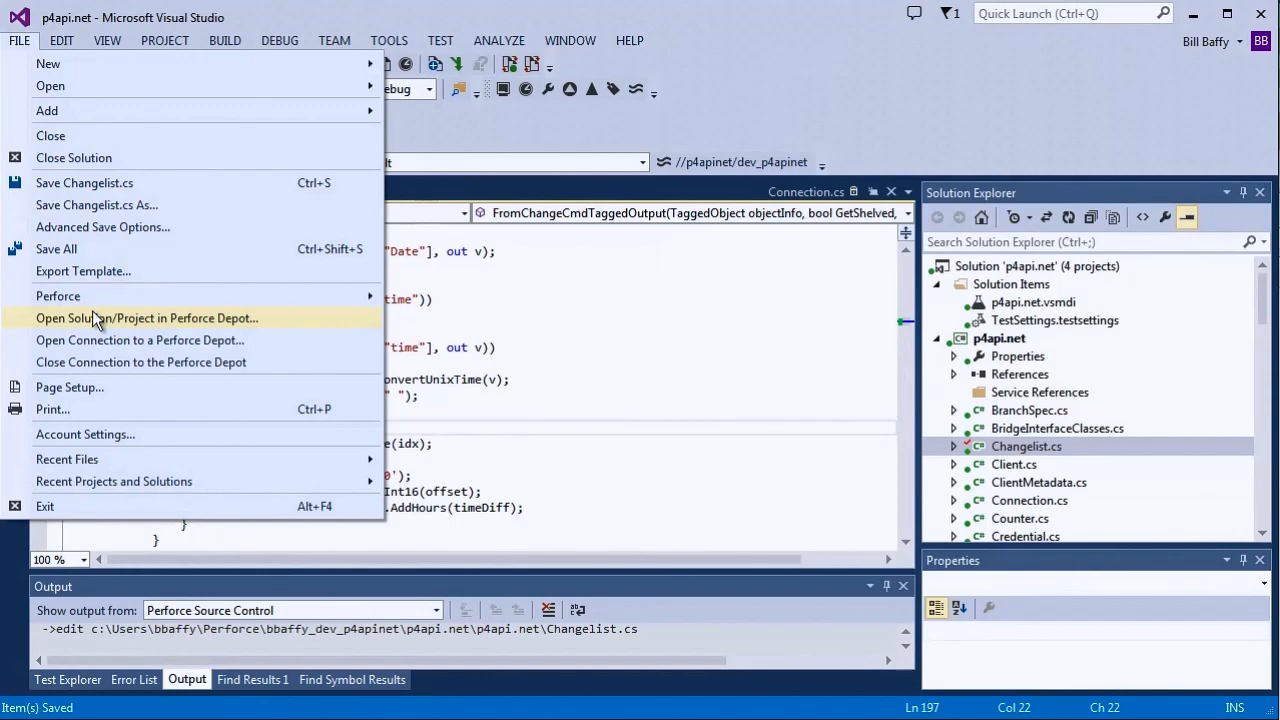 p4api.net - Microsoft Visual Studio
1
Quick Launch (Ctrl+Q)
FILE EDIT VIEW PROJECT BUILD DEBUG TEAM TOOLS TEST ANALYZE WINDOW HELP
Bill Baffy BB
New
Open
Add
Close
Close Solution
Save Changelist.cs Ctrl+S
Save Changelist.cs As...
Advanced Save Options...
Save All Ctrl+Shift+S
Export Template...
Perforce
Open Solution/Project in Perforce Depot...
Open Connection to a Perforce Depot...
Close Connection to the Perforce Depot
Page Setup...
Print...
Account Settings...
Recent Files
Recent Projects and Solutions
Exit Alt+F4
ebug
lt
//p4apinet/dev_p4apinet
Connection.cs
FromChangeCmdTaggedOutput(TaggedObject objectInfo, bool GetShelved,
"Date"], out v);
time"))
"time"], out v))
onvertUnixTime(v);
" ");
e(idx);
0');
Int16(offset);
.AddHours(timeDiff);
}
}
100 %
Solution Explorer
Search Solution Explorer (Ctrl+;)
Solution 'p4api.net' (4 projects)
Solution Items
p4api.net.vsmdi
TestSettings.testsettings
p4api.net
Properties
References
Service References
BranchSpec.cs
BridgeInterfaceClasses.cs
Changelist.cs
Client.cs
ClientMetadata.cs
Connection.cs
Counter.cs
Credential.cs
Properties
Output
Show output from: Perforce Source Control
->edit c:\Users\bbaffy\Perforce\bbaffy_dev_p4apinet\p4api.net\p4api.net\Changelist.cs
Test Explorer Error List Output Find Results 1 Find Symbol Results
Item(s) Saved Ln 197 Col 22 Ch 22 INS